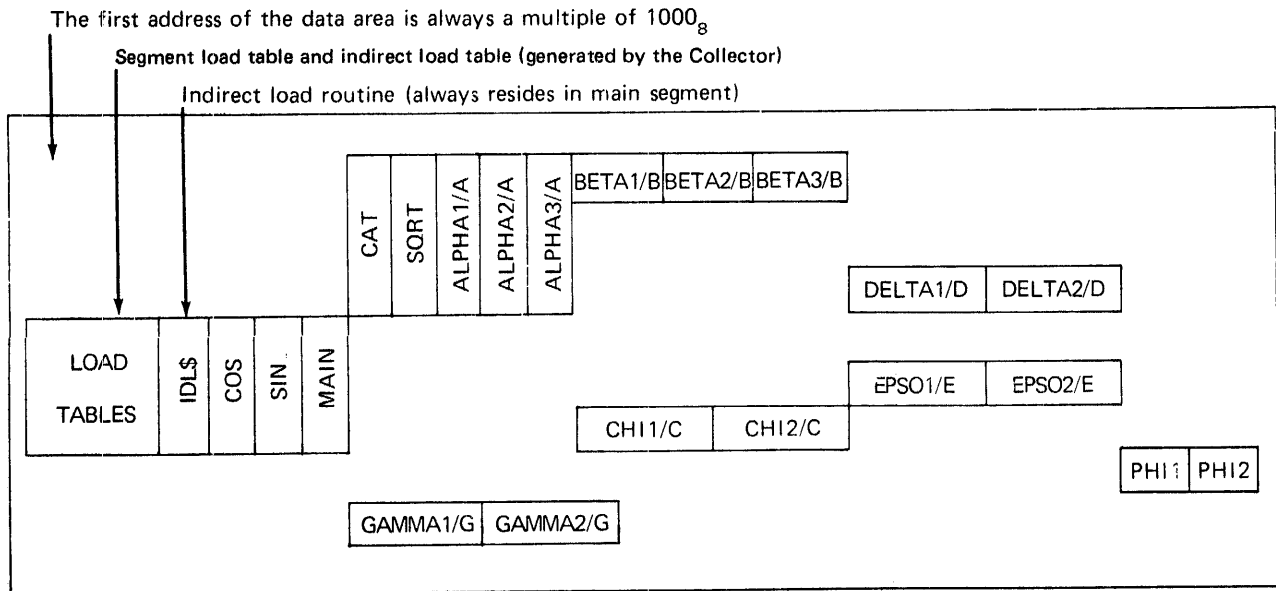 The first address of the data area is always a multiple of 1000₈
Segment load table and indirect load table (generated by the Collector)
Indirect load routine (always resides in main segment)
CAT
SQRT
ALPHA1/A
ALPHA2/A
ALPHA3/A
BETA1/B
BETA2/B
BETA3/B
DELTA1/D
DELTA2/D
LOAD
TABLES
IDL$
COS
SIN
MAIN
EPSO1/E
EPSO2/E
CHI1/C
CHI2/C
PHI1
PHI2
GAMMA1/G
GAMMA2/G